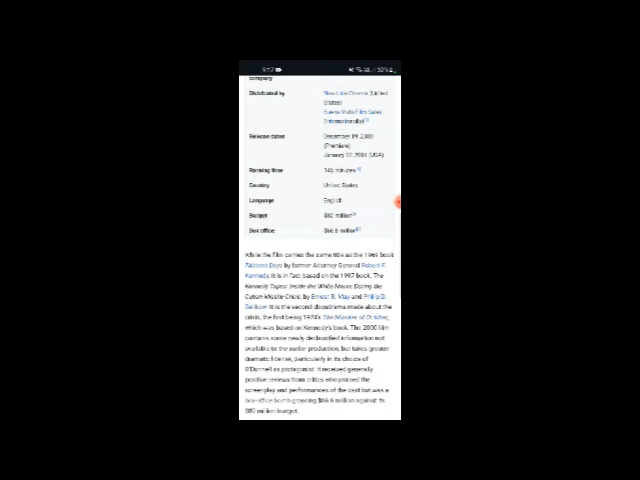 9:17
company
Distributed by
New Line Cinema (United
States)
Buena Vista Film Sales
(International)[1]
Release dates
December 19, 2000
(Premiere)
January 12, 2001 (USA)
Running time
145 minutes
Country
United States
Language
English
Budget
$80 million
Box office
$66.6 million
While the film carries the same title as the 1969 book
Thirteen Days by former Attorney General Robert F.
Kennedy, it is in fact based on the 1997 book, The
Kennedy Tapes: Inside the White House During the
Cuban Missile Crisis, by Ernest R. May and Philip D.
Zelikow. It is the second docudrama made about the
crisis, the first being 1974's The Missiles of October,
which was based on Kennedy's book. The 2000 film
contains some newly declassified information not
available to the earlier production, but takes greater
dramatic license, particularly in its choice of
O'Donnell as protagonist. It received generally
positive reviews from critics who praised the
screenplay and performances of the cast but was a
box-office bomb grossing $66.6 million against its
$80 million budget.